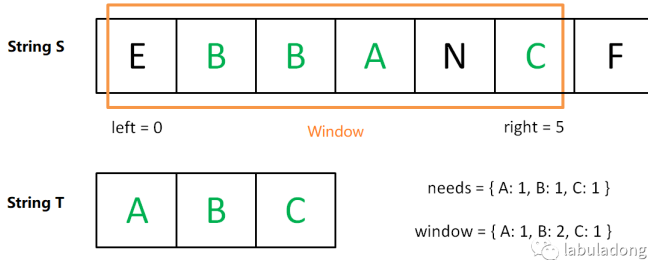 String S
E B B A N C F
left = 0
Window
right = 5
String T
A B C
needs = { A: 1, B: 1, C: 1 }
window = { A: 1, B: 2, C: 1 }
labuladong